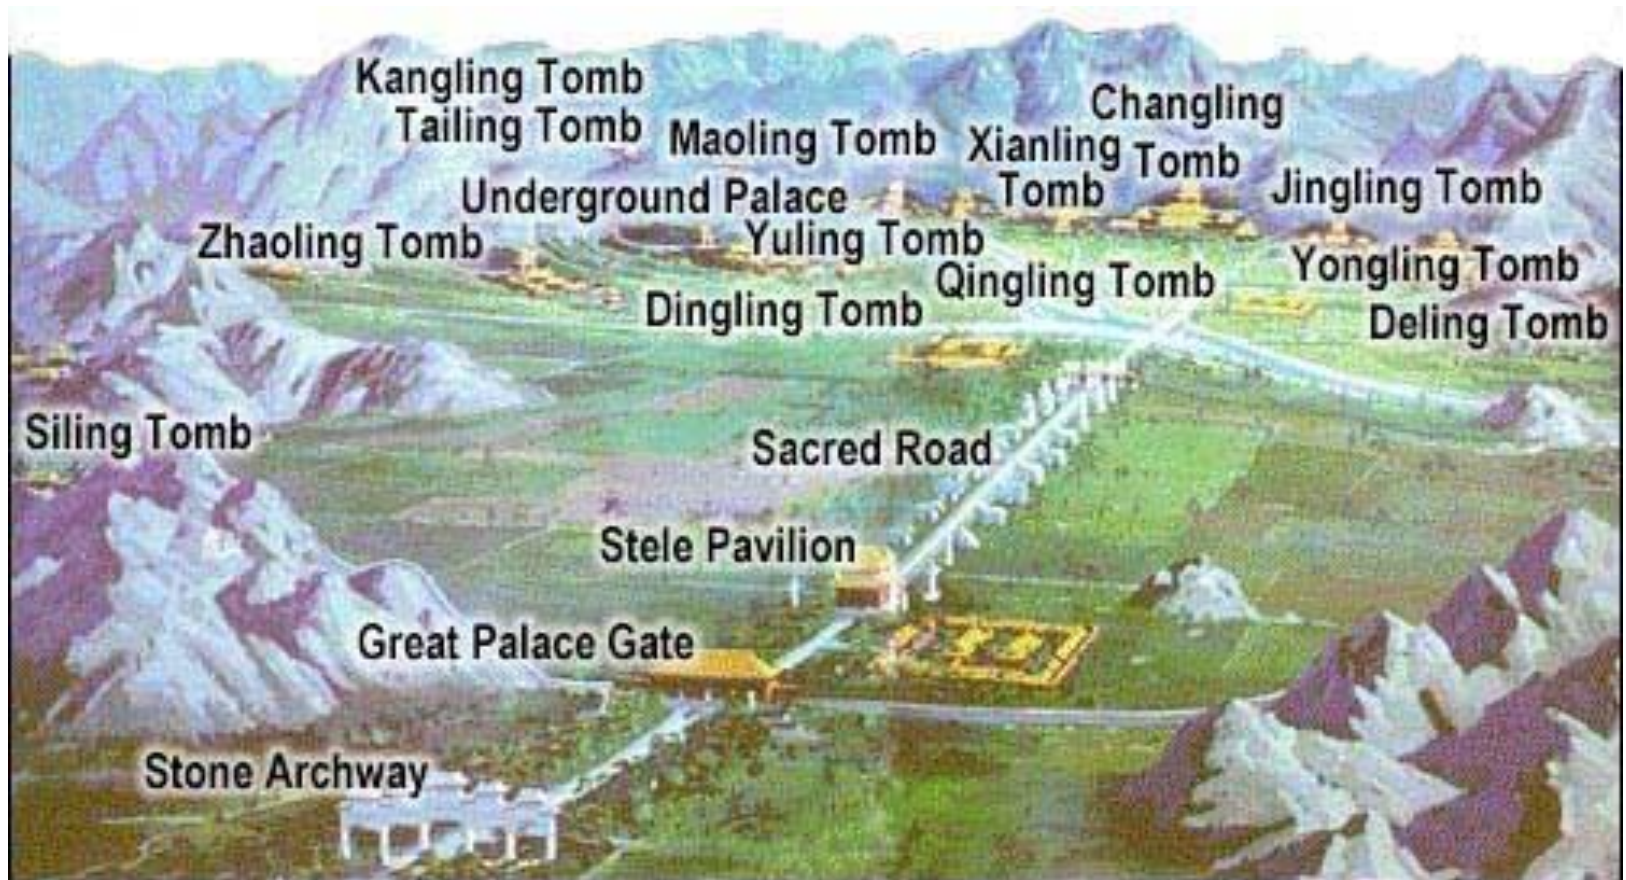 Kangling Tomb
Tailing Tomb
Maoling Tomb
Changling
Tomb
Xianling
Tomb
Jingling Tomb
Underground Palace
Zhaoling Tomb
Yuling Tomb
Yongling Tomb
Qingling Tomb
Dingling Tomb
Deling Tomb
Siling Tomb
Sacred Road
Stele Pavilion
Great Palace Gate
Stone Archway